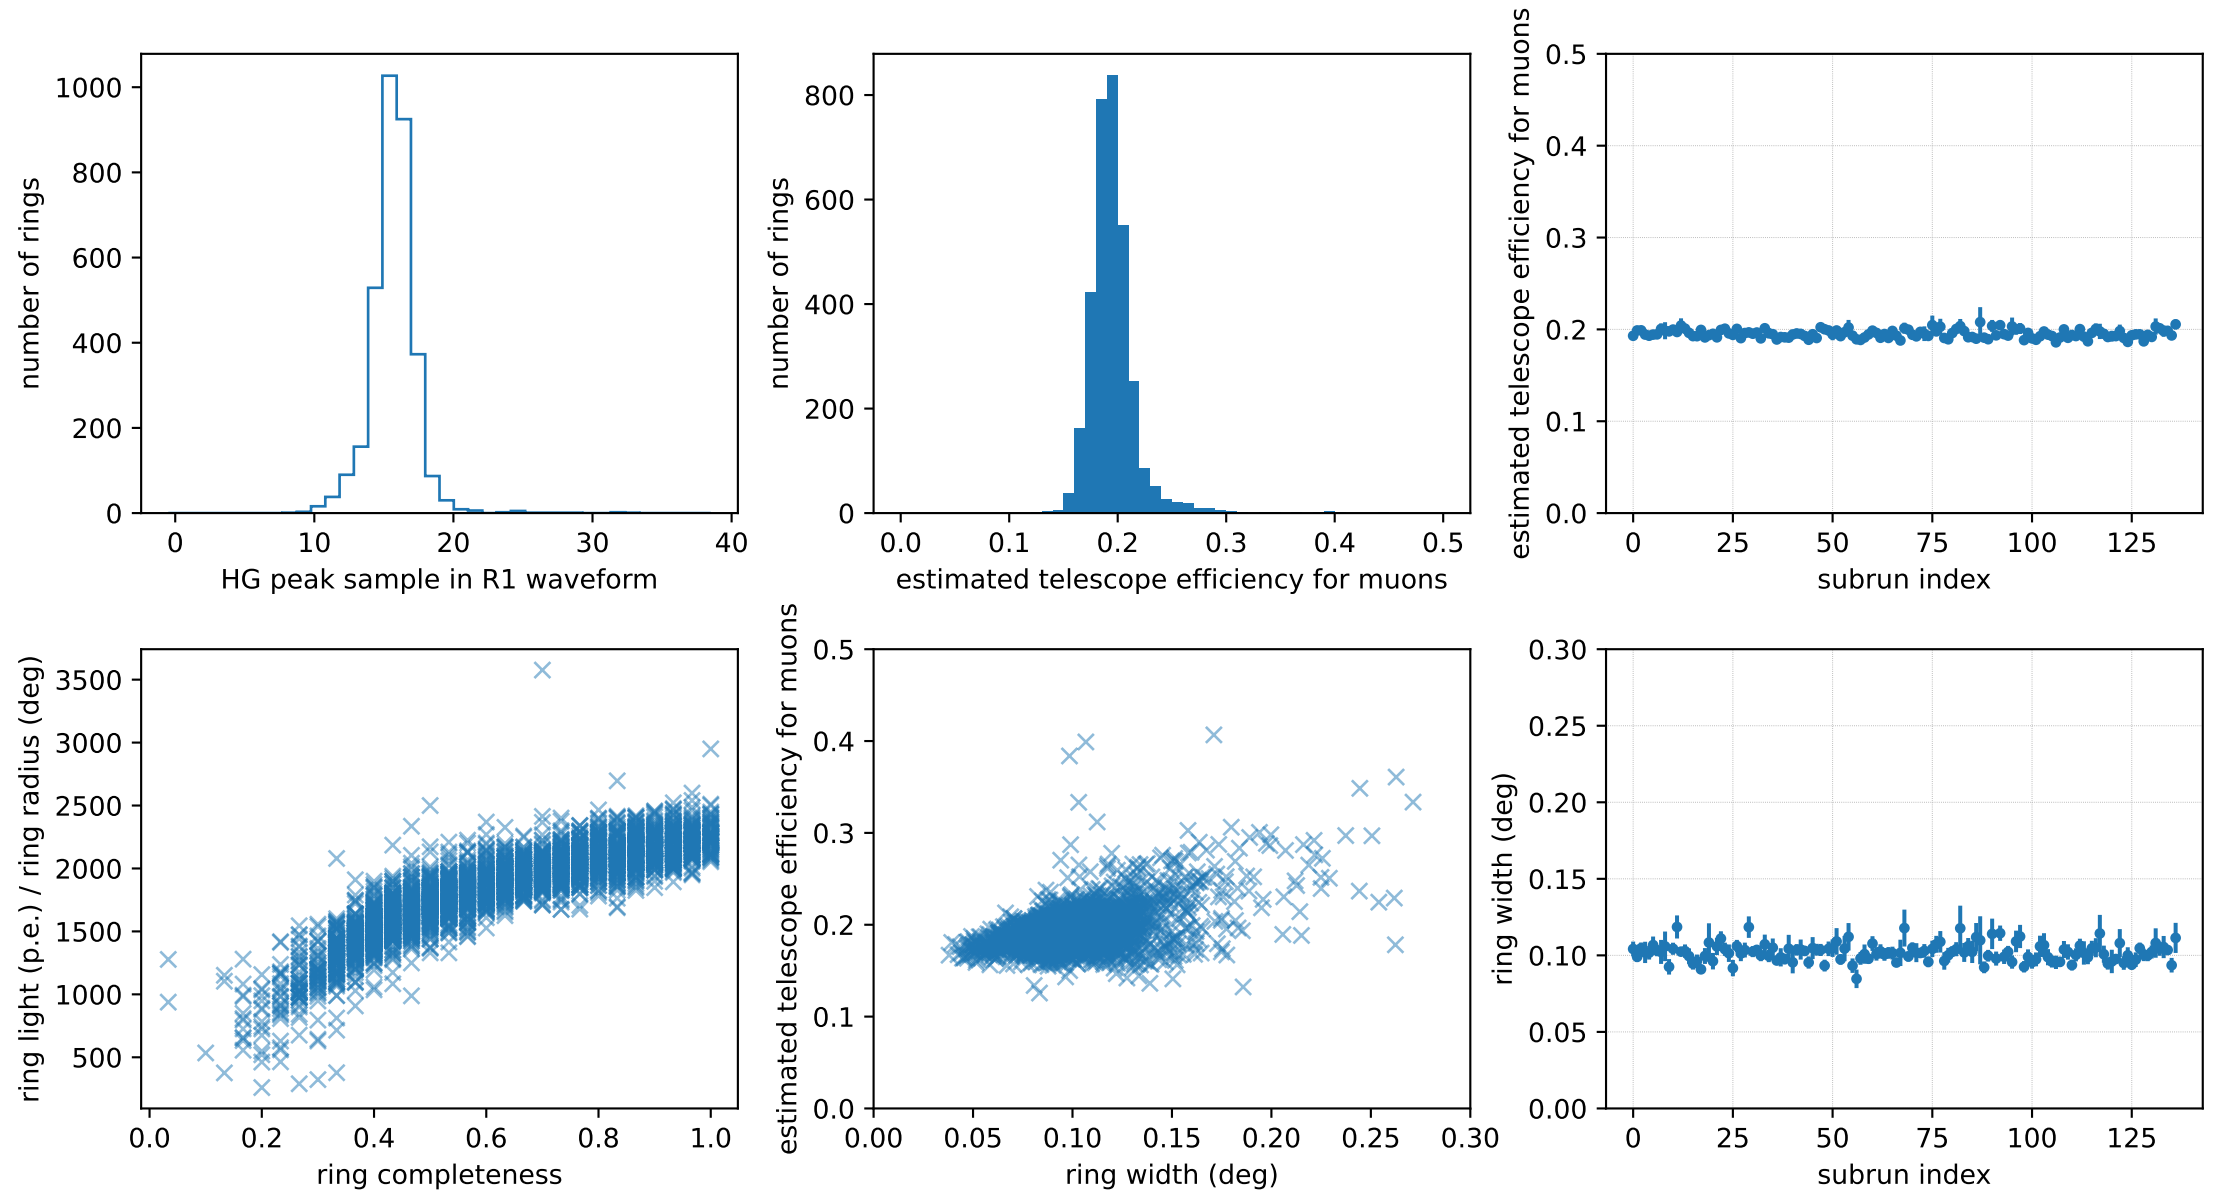 number of rings
1000
800
600
400
200
0
0 10 20 30 40
HG peak sample in R1 waveform
number of rings
800
600
400
200
0
0.0 0.1 0.2 0.3 0.4 0.5
estimated telescope efficiency for muons
estimated telescope efficiency for muons
0.5
0.4
0.3
0.2
0.1
0.0
0 25 50 75 100 125
subrun index
ring light (p.e.) / ring radius (deg)
3500
3000
2500
2000
1500
1000
500
0.0 0.2 0.4 0.6 0.8 1.0
ring completeness
estimated telescope efficiency for muons
0.5
0.4
0.3
0.2
0.1
0.0
0.00 0.05 0.10 0.15 0.20 0.25 0.30
ring width (deg)
ring width (deg)
0.30
0.25
0.20
0.15
0.10
0.05
0.00
0 25 50 75 100 125
subrun index